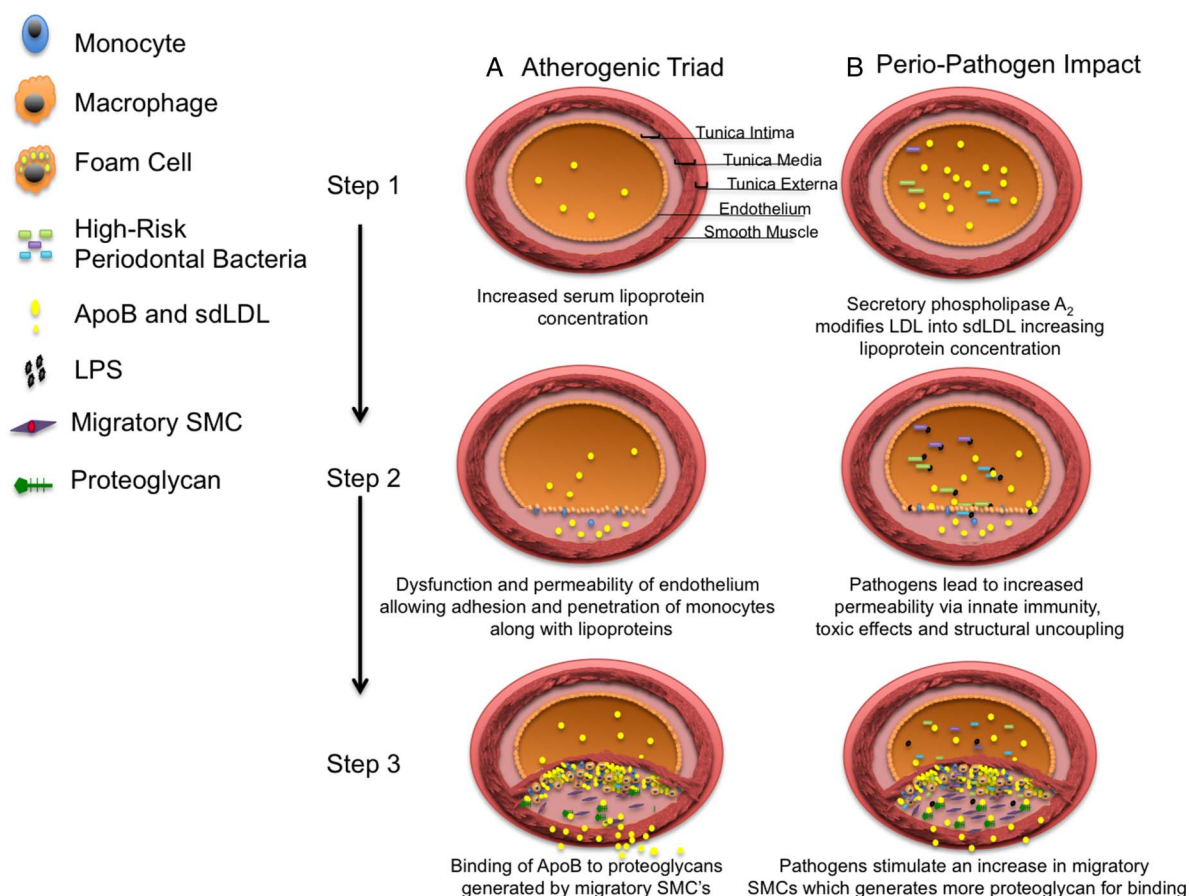 Monocyte
Macrophage
Foam Cell
High-Risk
Periodontal Bacteria
ApoB and sdLDL
LPS
Migratory SMC
Proteoglycan
Step 1
Step 2
Step 3
A Atherogenic Triad
Tunica Intima
Tunica Media
Tunica Externa
Endothelium
Smooth Muscle
Increased serum lipoprotein
concentration
Dysfunction and permeability of endothelium
allowing adhesion and penetration of monocytes
along with lipoproteins
Binding of ApoB to proteoglycans
generated by migratory SMC's
B Perio-Pathogen Impact
Secretory phospholipase A₂
modifies LDL into sdLDL increasing
lipoprotein concentration
Pathogens lead to increased
permeability via innate immunity,
toxic effects and structural uncoupling
Pathogens stimulate an increase in migratory
SMCs which generates more proteoglycan for binding